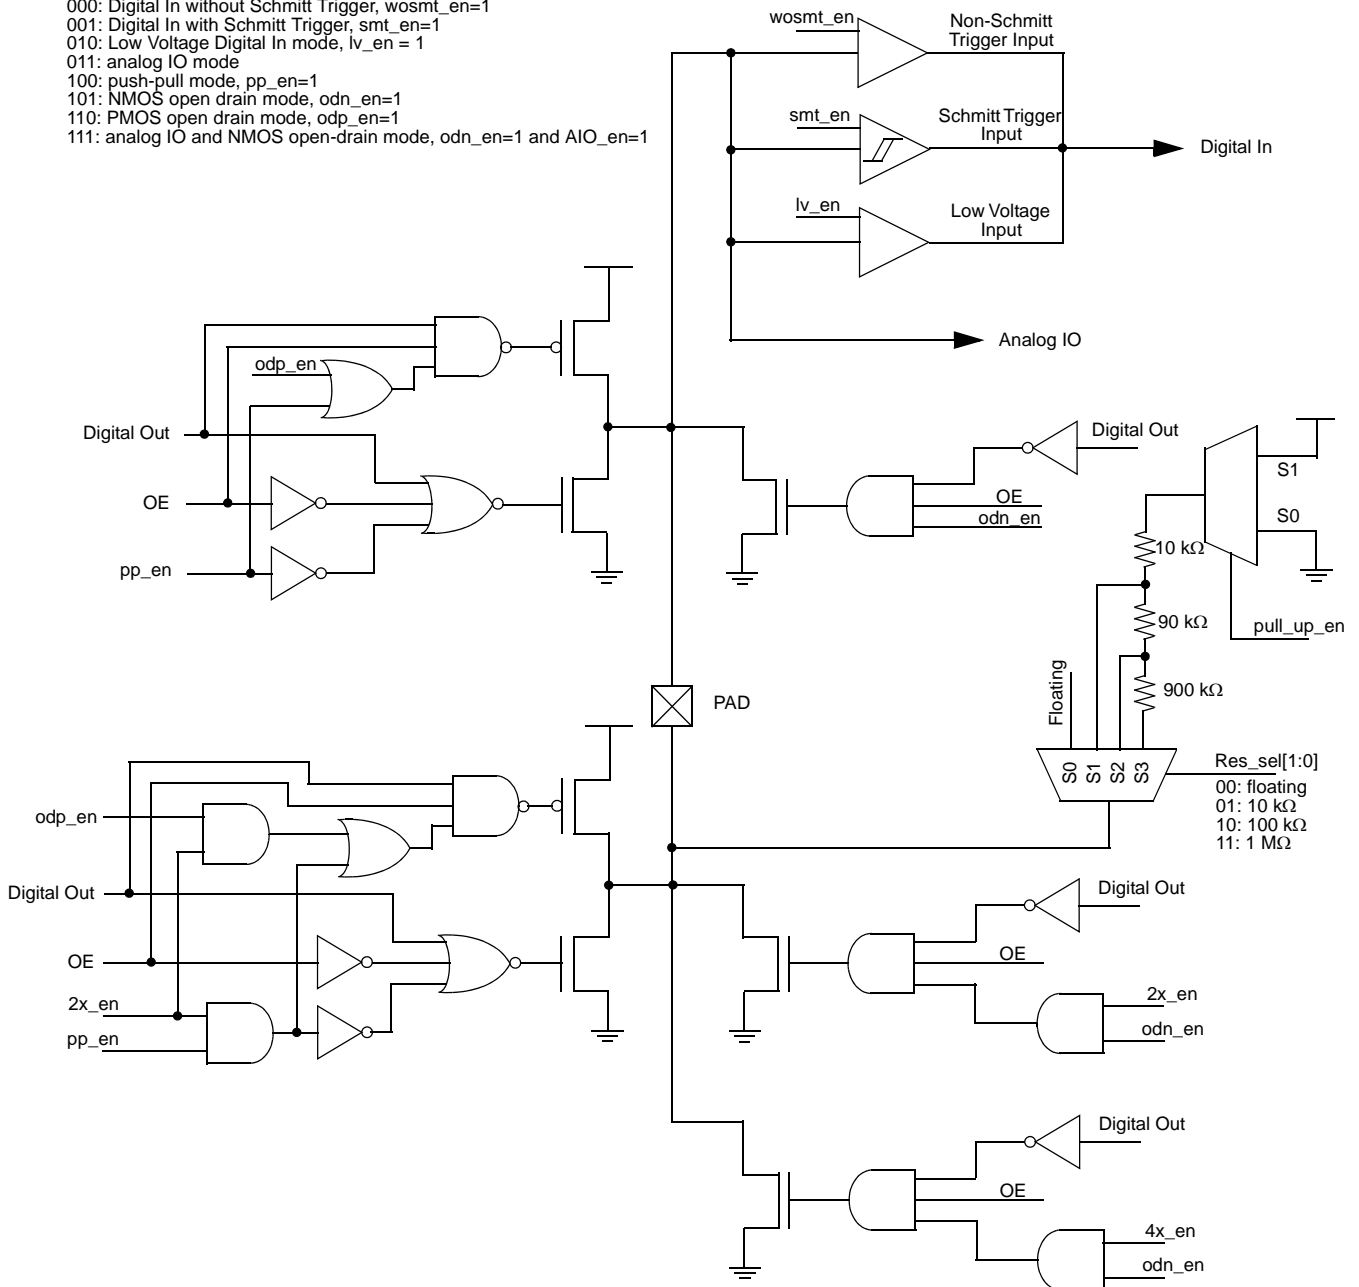 000: Digital In without Schmitt Trigger, wosmt_en=1
001: Digital In with Schmitt Trigger, smt_en=1
010: Low Voltage Digital In mode, lv_en = 1
011: analog IO mode
100: push-pull mode, pp_en=1
101: NMOS open drain mode, odn_en=1
110: PMOS open drain mode, odp_en=1
111: analog IO and NMOS open-drain mode, odn_en=1 and AIO_en=1
wosmt_en
Non-Schmitt
Trigger Input
smt_en
Schmitt Trigger
Input
Digital In
lv_en
Low Voltage
Input
Analog IO
odp_en
Digital Out
OE
pp_en
Digital Out
OE
odn_en
S1
S0
10 kΩ
90 kΩ
pull_up_en
900 kΩ
Floating
PAD
S0
S1
S2
S3
Res_sel[1:0]
00: floating
01: 10 kΩ
10: 100 kΩ
11: 1 MΩ
odp_en
Digital Out
OE
2x_en
pp_en
Digital Out
OE
2x_en
odn_en
Digital Out
OE
4x_en
odn_en